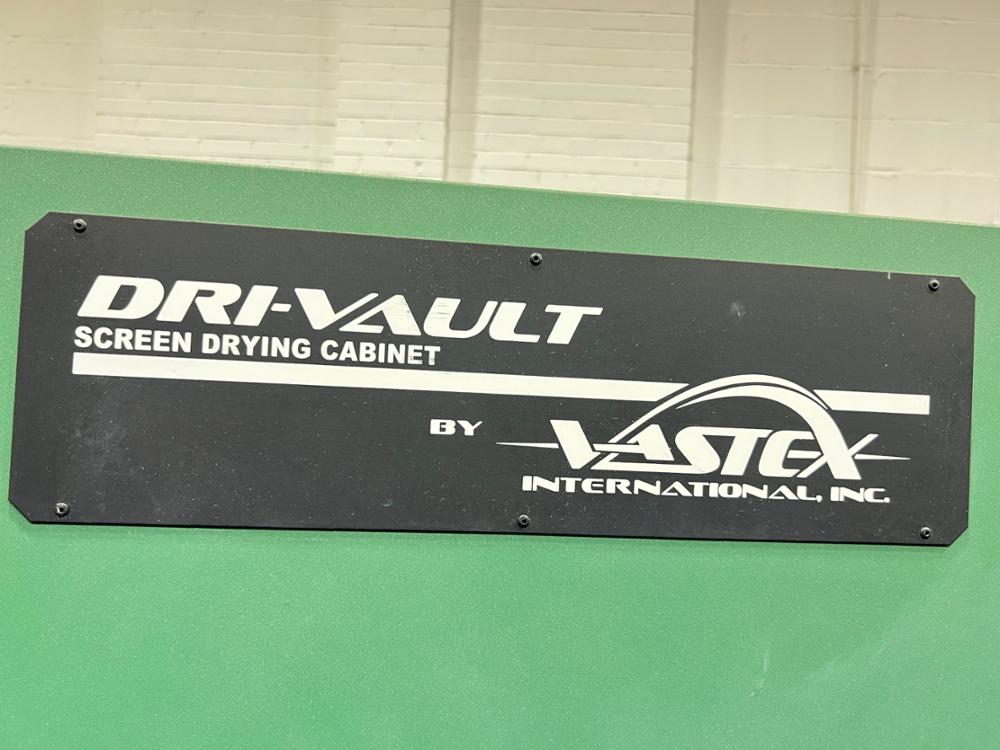 DRI-VAULT
SCREEN DRYING CABINET
BY VASTEX
INTERNATIONAL, INC.